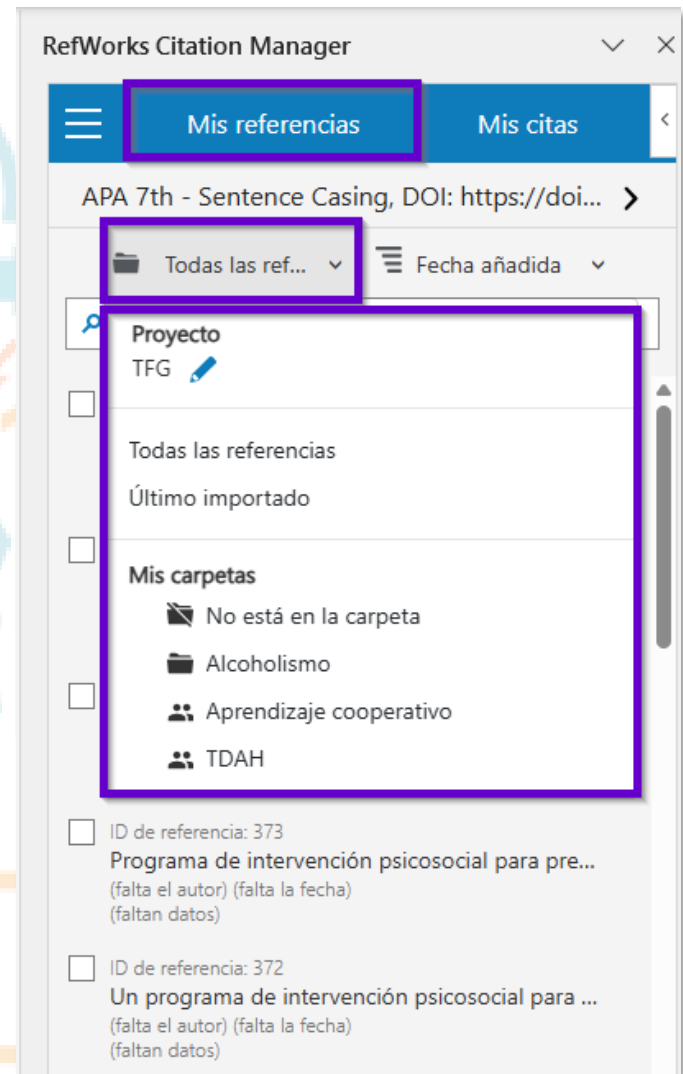 RefWorks Citation Manager
Mis referencias
Mis citas
APA 7th - Sentence Casing, DOI: https://doi...
Todas las ref...
Fecha añadida
Proyecto
TFG
Todas las referencias
Último importado
Mis carpetas
No está en la carpeta
Alcoholismo
Aprendizaje cooperativo
TDAH
ID de referencia: 373
Programa de intervención psicosocial para pre...
(falta el autor) (falta la fecha)
(faltan datos)
ID de referencia: 372
Un programa de intervención psicosocial para ...
(falta el autor) (falta la fecha)
(faltan datos)